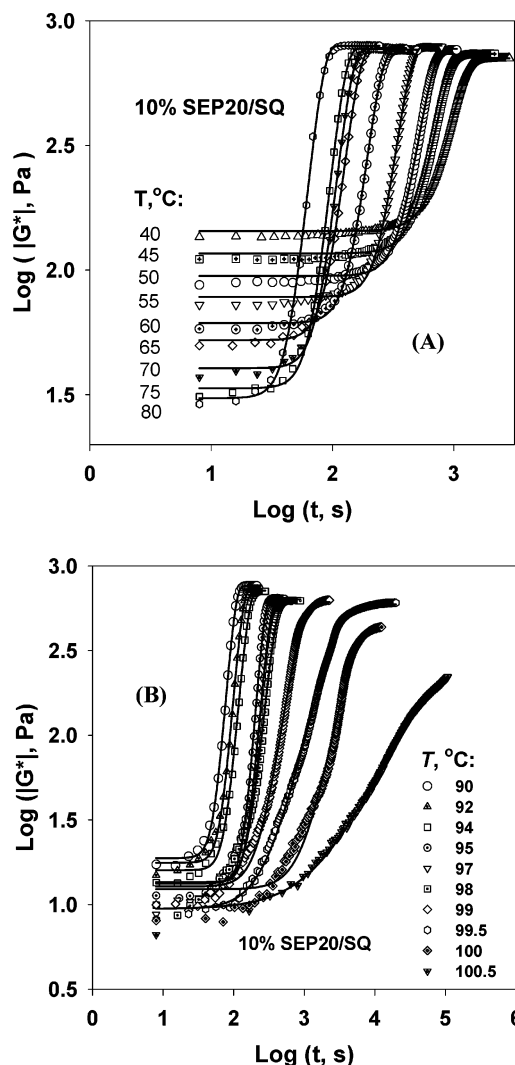 3.0
2.5
2.0
1.5
Log ( |G*|, Pa )
10% SEP20/SQ
T,°C:
40
45
50
55
60
65
70
75
80
(A)
0 1 2 3
Log (t, s)
3.0
2.5
2.0
1.5
1.0
0.5
Log (|G*|, Pa)
(B)
T, °C:
90
92
94
95
97
98
99
99.5
100
100.5
10% SEP20/SQ
0 1 2 3 4 5 6
Log (t, s)